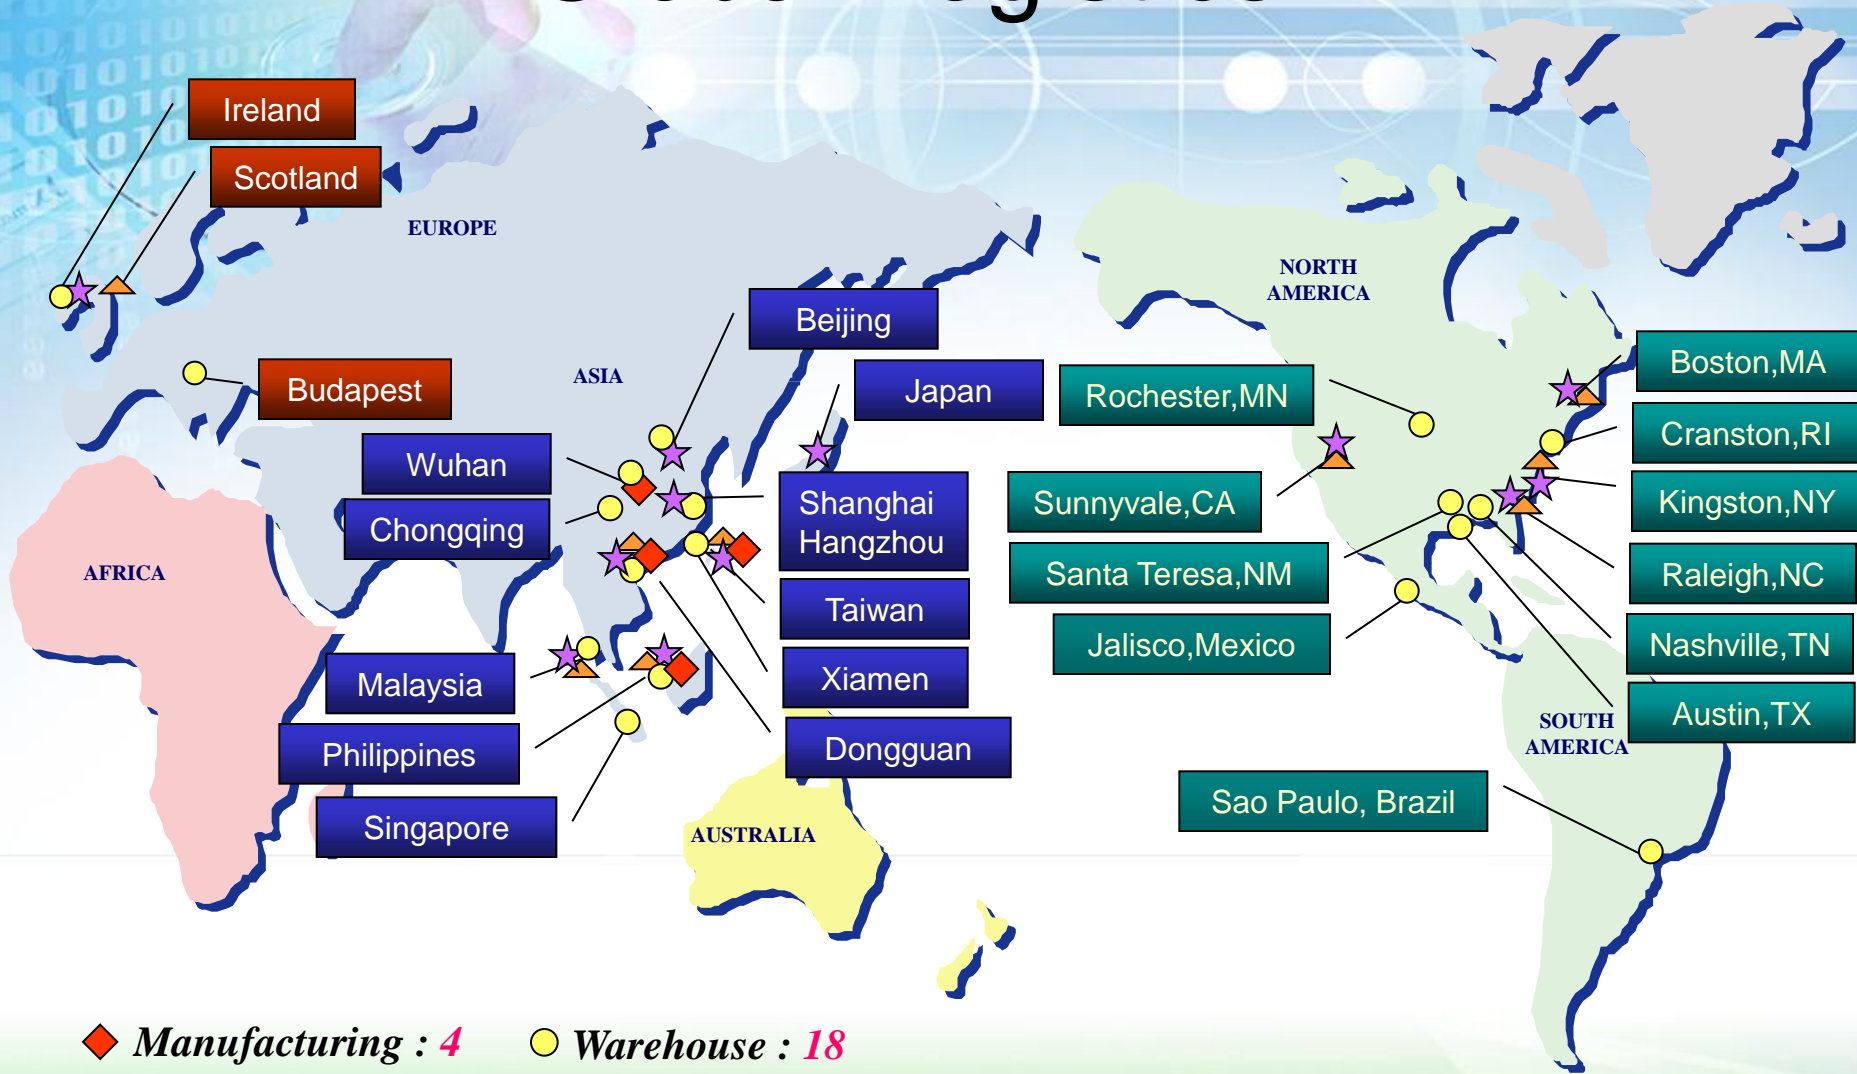 Ireland
Scotland
EUROPE
Budapest
ASIA
Beijing
Japan
Wuhan
Chongqing
Shanghai
Hangzhou
Taiwan
Xiamen
Dongguan
Malaysia
Philippines
Singapore
AFRICA
AUSTRALIA
NORTH
AMERICA
Rochester,MN
Sunnyvale,CA
Santa Teresa,NM
Jalisco,Mexico
Boston,MA
Cranston,RI
Kingston,NY
Raleigh,NC
Nashville,TN
Austin,TX
SOUTH
AMERICA
Sao Paulo, Brazil
Manufacturing : 4
Warehouse : 18